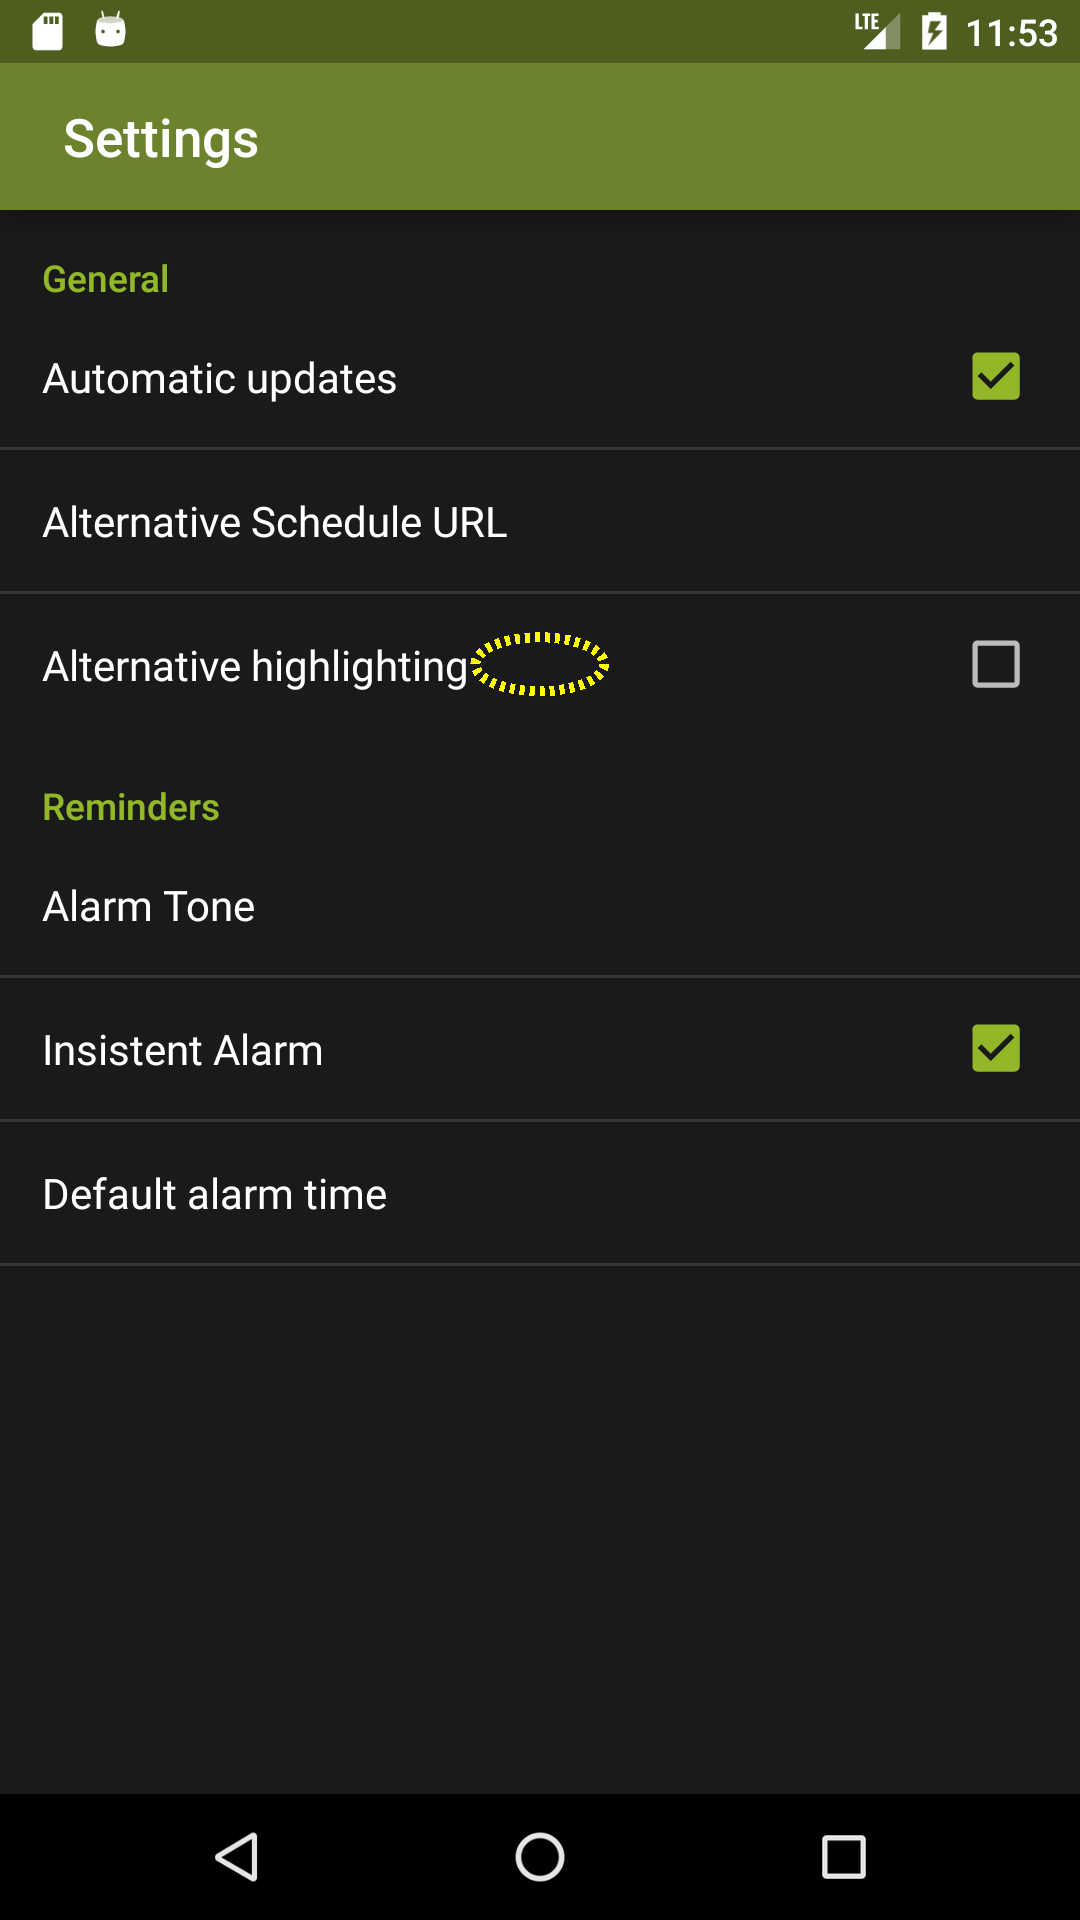 LTE 11:53
Settings
General
Automatic updates
Alternative Schedule URL
Alternative highlighting
Reminders
Alarm Tone
Insistent Alarm
Default alarm time